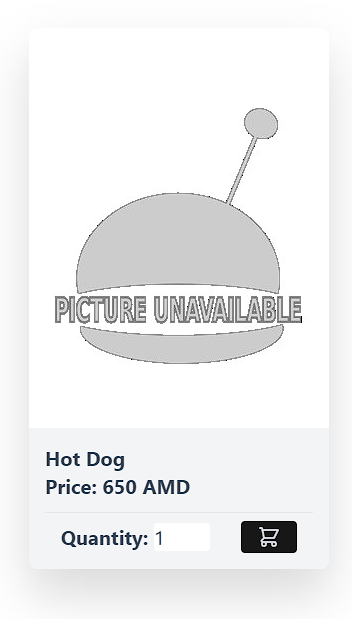 PICTURE UNAVAILABLE
Hot Dog
Price: 650 AMD
Quantity: 1